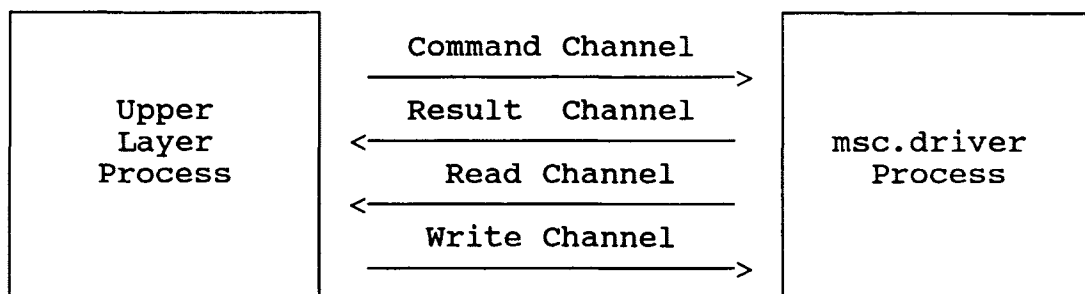 Command Channel
Upper
Layer
Process
Result Channel
Read Channel
Write Channel
msc.driver
Process